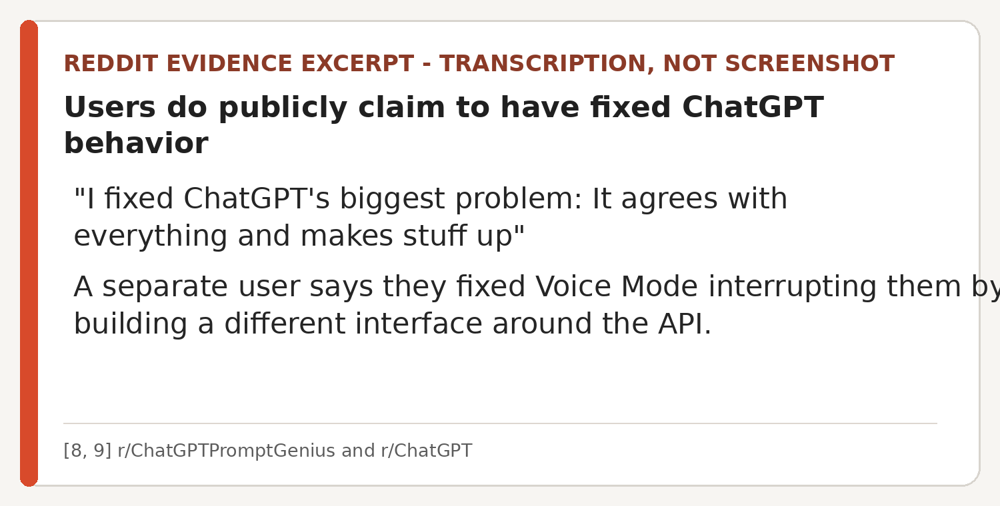 REDDIT EVIDENCE EXCERPT - TRANSCRIPTION, NOT SCREENSHOT
Users do publicly claim to have fixed ChatGPT
behavior
"I fixed ChatGPT's biggest problem: It agrees with
everything and makes stuff up"
A separate user says they fixed Voice Mode interrupting them by
building a different interface around the API.
[8, 9] r/ChatGPTPromptGenius and r/ChatGPT